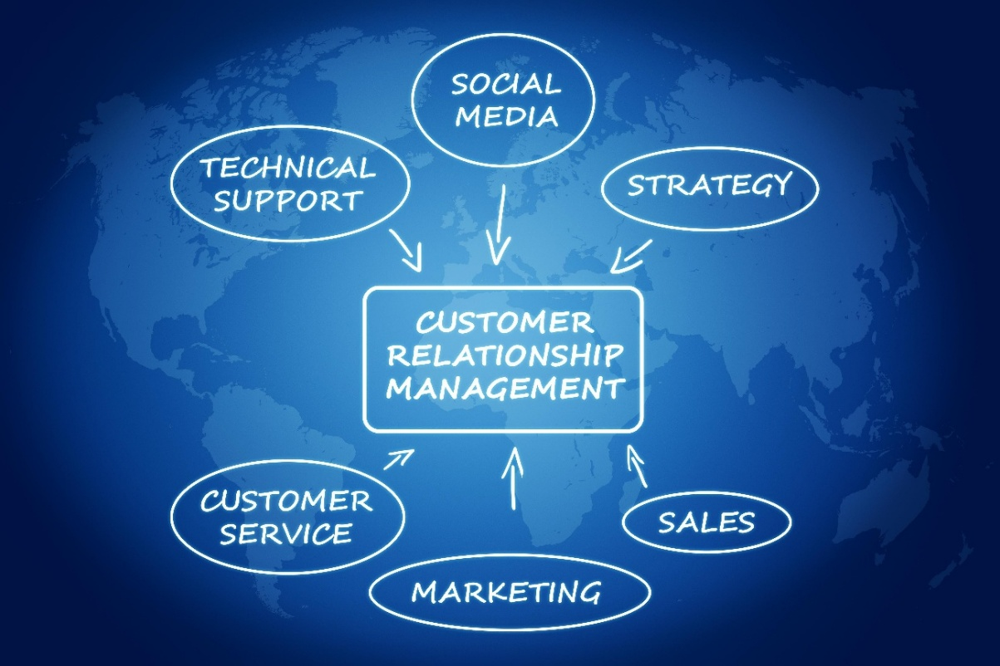 SOCIAL
MEDIA
TECHNICAL
SUPPORT
STRATEGY
CUSTOMER
RELATIONSHIP
MANAGEMENT
CUSTOMER
SERVICE
SALES
MARKETING